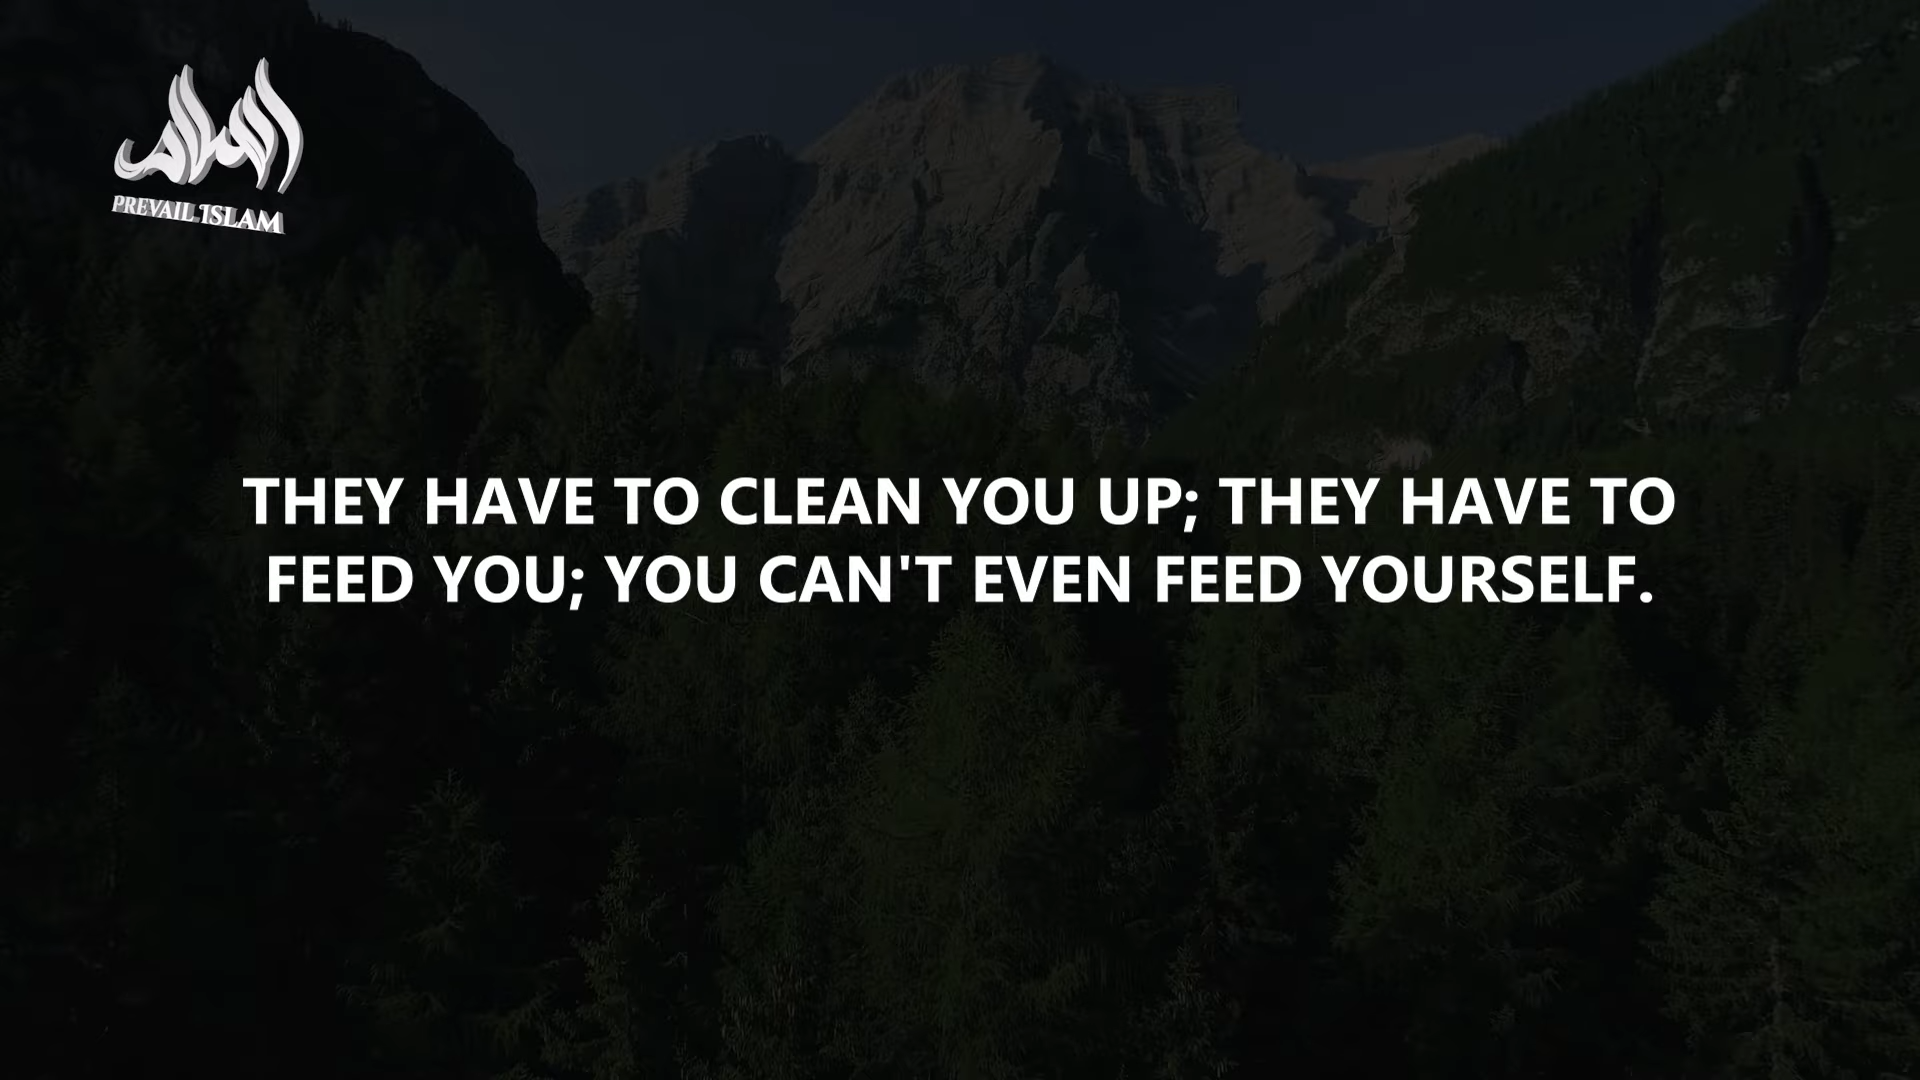 PREVAIL ISLAM
THEY HAVE TO CLEAN YOU UP; THEY HAVE TO
FEED YOU; YOU CAN'T EVEN FEED YOURSELF.